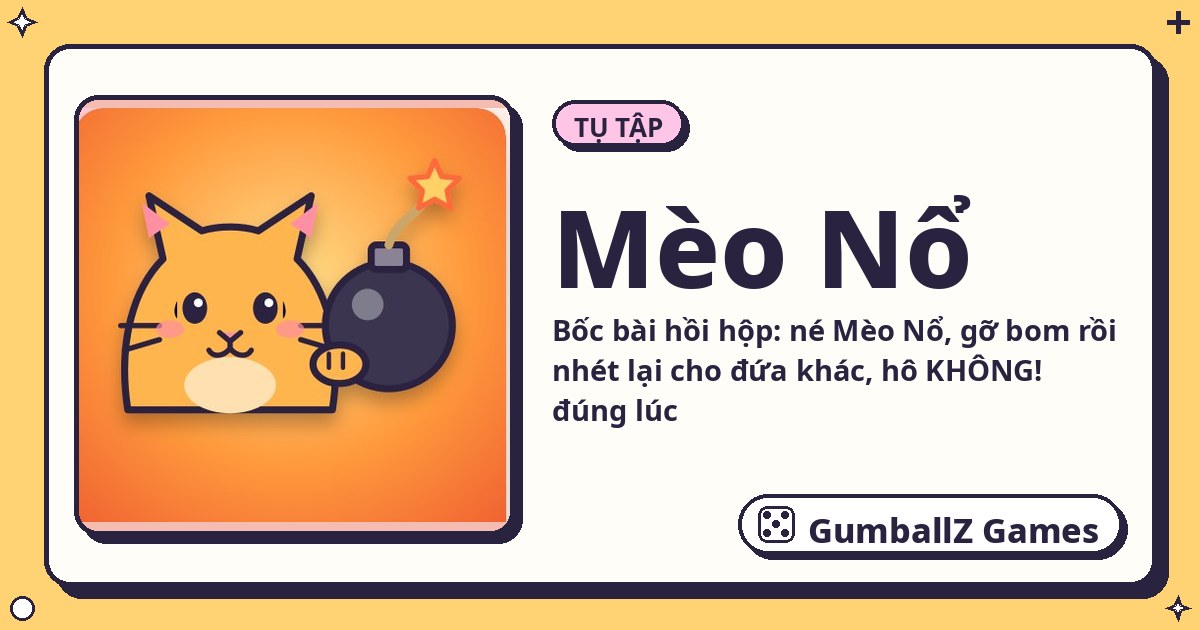 TỤ TẬP
Mèo Nổ
Bốc bài hồi hộp: né Mèo Nổ, gỡ bom rồi
nhét lại cho đứa khác, hô KHÔNG!
đúng lúc
GumballZ Games